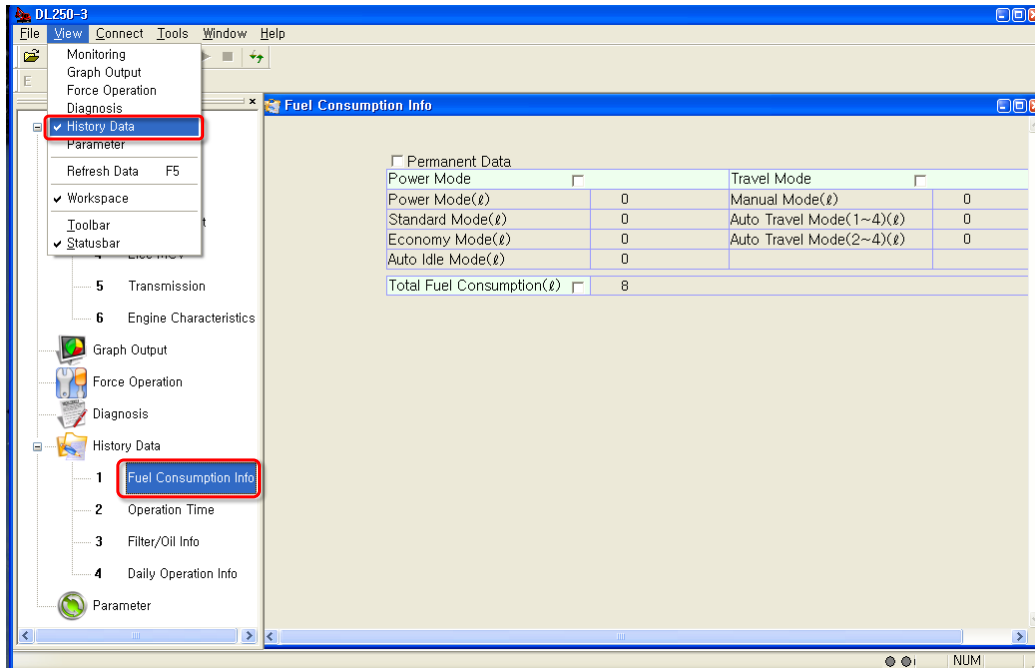 DL250-3
File View Connect Tools Window Help
Monitoring
Graph Output
Force Operation
Diagnosis
✔ History Data
Parameter
Refresh Data F5
✔ Workspace
Toolbar
✔ Statusbar
E
t
5 Transmission
6 Engine Characteristics
Graph Output
Force Operation
Diagnosis
History Data
1 Fuel Consumption Info
2 Operation Time
3 Filter/Oil Info
4 Daily Operation Info
Parameter
Fuel Consumption Info
Permanent Data
Power Mode Travel Mode
Power Mode(ℓ) 0 Manual Mode(ℓ) 0
Standard Mode(ℓ) 0 Auto Travel Mode(1~4)(ℓ) 0
Economy Mode(ℓ) 0 Auto Travel Mode(2~4)(ℓ) 0
Auto Idle Mode(ℓ) 0
Total Fuel Consumption(ℓ) 8
NUM